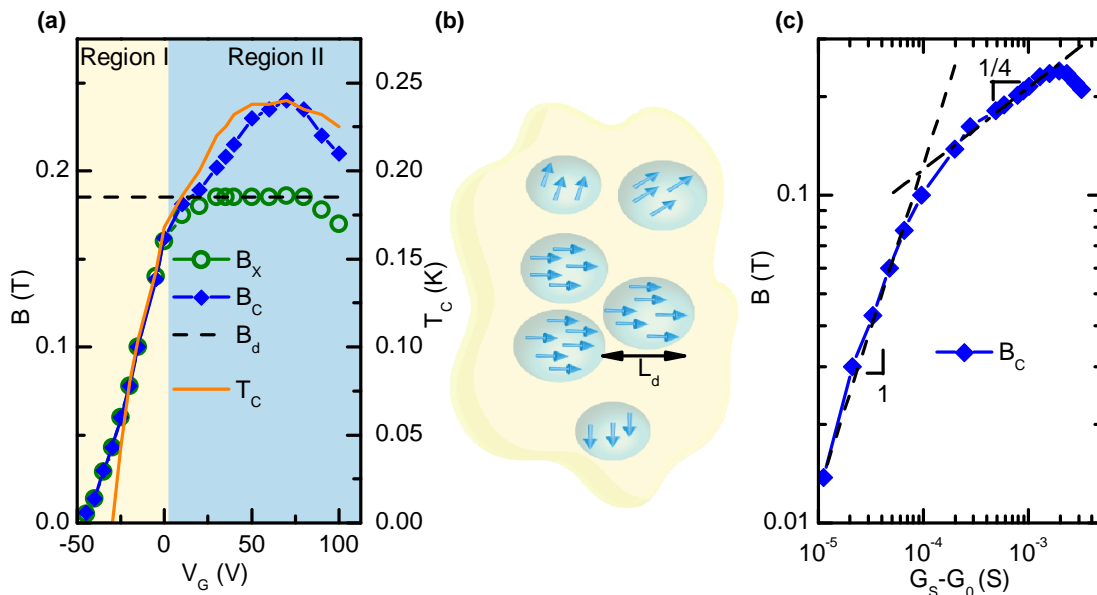 (a)
Region I
Region II
B (T)
0.0
0.1
0.2
-50
0
50
100
V_G (V)
0.00
0.05
0.10
0.15
0.20
0.25
T_C (K)
B_X
B_C
B_d
T_C
(b)
L_d
(c)
B (T)
0.01
0.1
10^-5
10^-4
10^-3
G_S-G_0 (S)
1/4
1
B_C